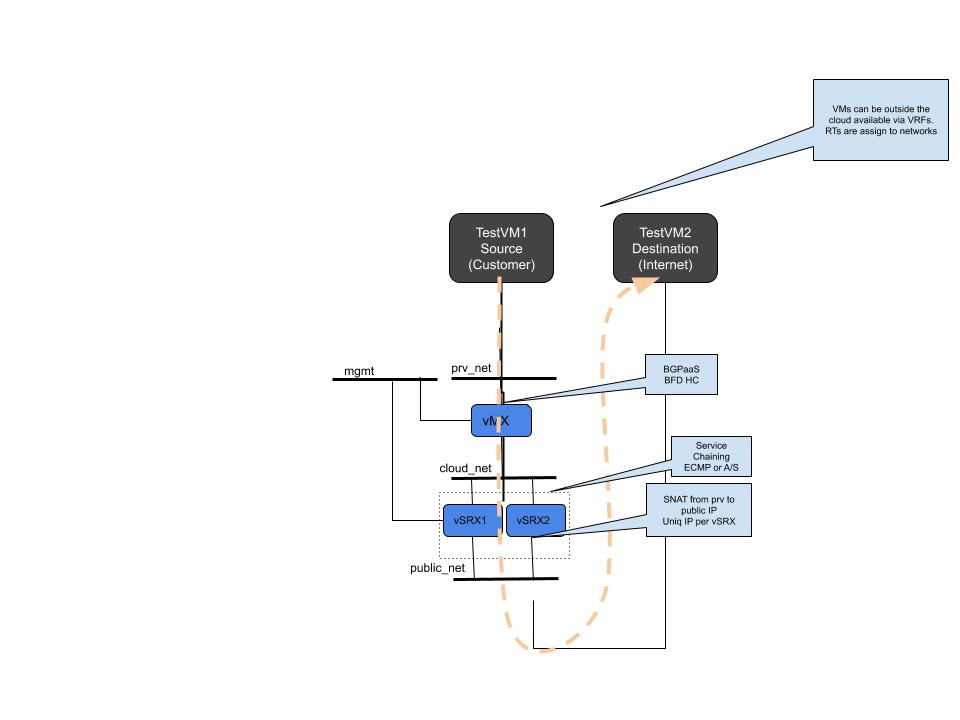 VMs can be outside the
cloud available via VRFs.
RTs are assign to networks
TestVM1
Source
(Customer)
TestVM2
Destination
(Internet)
mgmt
prv_net
BGPaaS
BFD HC
vMX
Service
Chaining
ECMP or A/S
cloud_net
SNAT from prv to
public IP
Uniq IP per vSRX
vSRX1
vSRX2
public_net